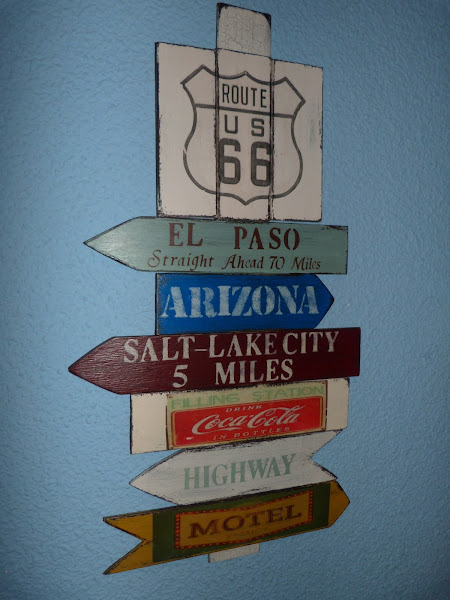 ROUTE
US
66
EL PASO
Straight Ahead 70 Miles
ARIZONA
SALT-LAKE CITY
5 MILES
FILLING STATION
DRINK
Coca-Cola
IN BOTTLES
HIGHWAY
MOTEL